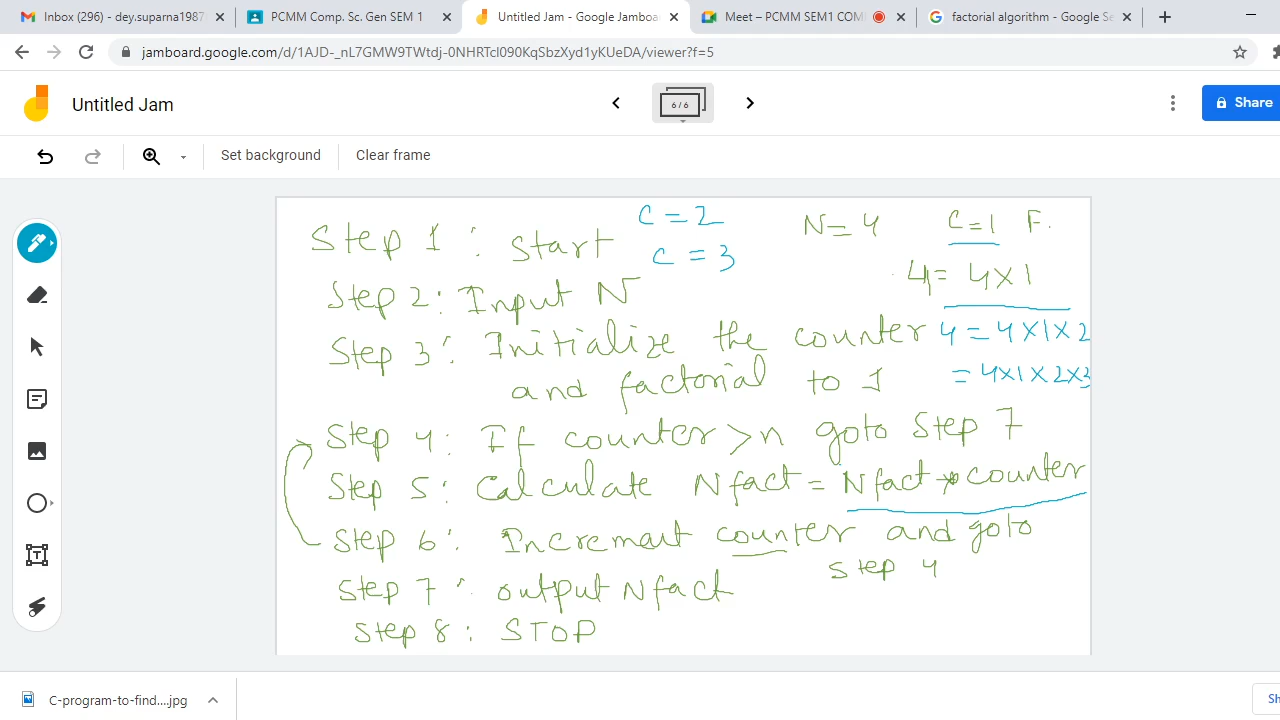 Inbox (296) - dey.suparna1987
PCMM Comp. Sc. Gen SEM 1
Untitled Jam - Google Jamboa
Meet – PCMM SEM1 COM
factorial algorithm - Google Se
jamboard.google.com/d/1AJD-_nL7GMW9TWtdj-0NHRTcl090KqSbzXyd1yKUeDA/viewer?f=5
Untitled Jam
6 / 6
Share
Set background
Clear frame
Step 1 : Start
C = 2
C = 3
N = 4
C = 1 F.
4 = 4 x 1
Step 2 : Input N
Step 3 : Initialize the counter
and factorial to 1
4 = 4 x 1 x 2
= 4 x 1 x 2 x 3
Step 4 : If counter > n goto Step 7
Step 5 : Calculate N fact = N fact * counter
Step 6 : Increment counter and goto
Step 4
Step 7 : output N fact
Step 8 : STOP
C-program-to-find....jpg
Sh